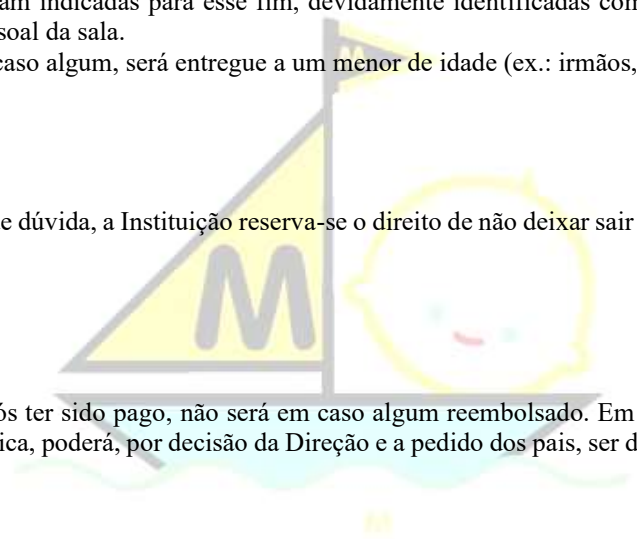 am indicadas para esse fim, devidamente identificadas com
soal da sala.
caso algum, será entregue a um menor de idade (ex.: irmãos,
M
e dúvida, a Instituição reserva-se o direito de não deixar sair
M
ós ter sido pago, não será em caso algum reembolsado. Em
ica, poderá, por decisão da Direção e a pedido dos pais, ser d
M